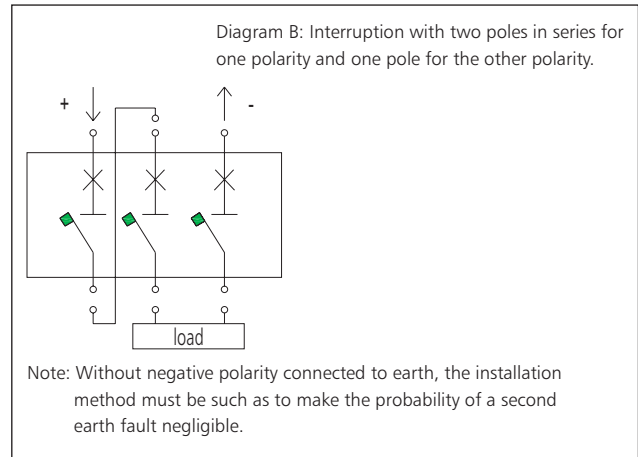 Diagram B: Interruption with two poles in series for
one polarity and one pole for the other polarity.
+ -
load
Note: Without negative polarity connected to earth, the installation
method must be such as to make the probability of a second
earth fault negligible.